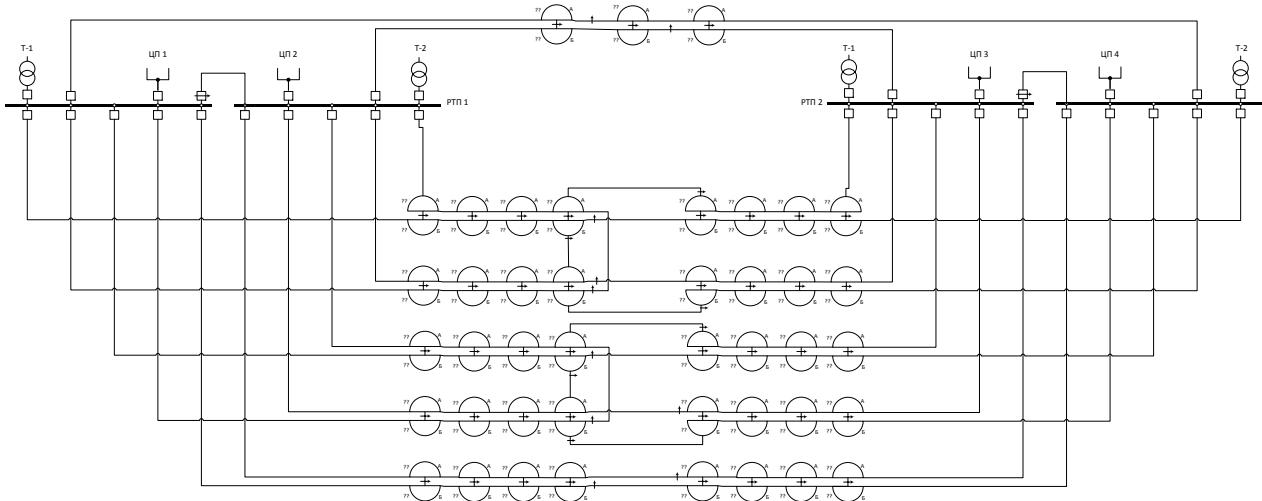 ?? А ?? А ?? А
?? Б ?? Б ?? Б
Т-1 ЦП 1 ЦП 2 Т-2 Т-1 ЦП 3 ЦП 4 Т-2
РТП 1 РТП 2
?? А ?? А ?? А ?? А ?? А ?? А ?? А ?? А
?? Б ?? Б ?? Б ?? Б ?? Б ?? Б ?? Б ?? Б
?? А ?? А ?? А ?? А ?? А ?? А ?? А ?? А
?? Б ?? Б ?? Б ?? Б ?? Б ?? Б ?? Б ?? Б
?? А ?? А ?? А ?? А ?? А ?? А ?? А ?? А
?? Б ?? Б ?? Б ?? Б ?? Б ?? Б ?? Б ?? Б
?? А ?? А ?? А ?? А ?? А ?? А ?? А ?? А
?? Б ?? Б ?? Б ?? Б ?? Б ?? Б ?? Б ?? Б
?? А ?? А ?? А ?? А ?? А ?? А ?? А ?? А
?? Б ?? Б ?? Б ?? Б ?? Б ?? Б ?? Б ?? Б